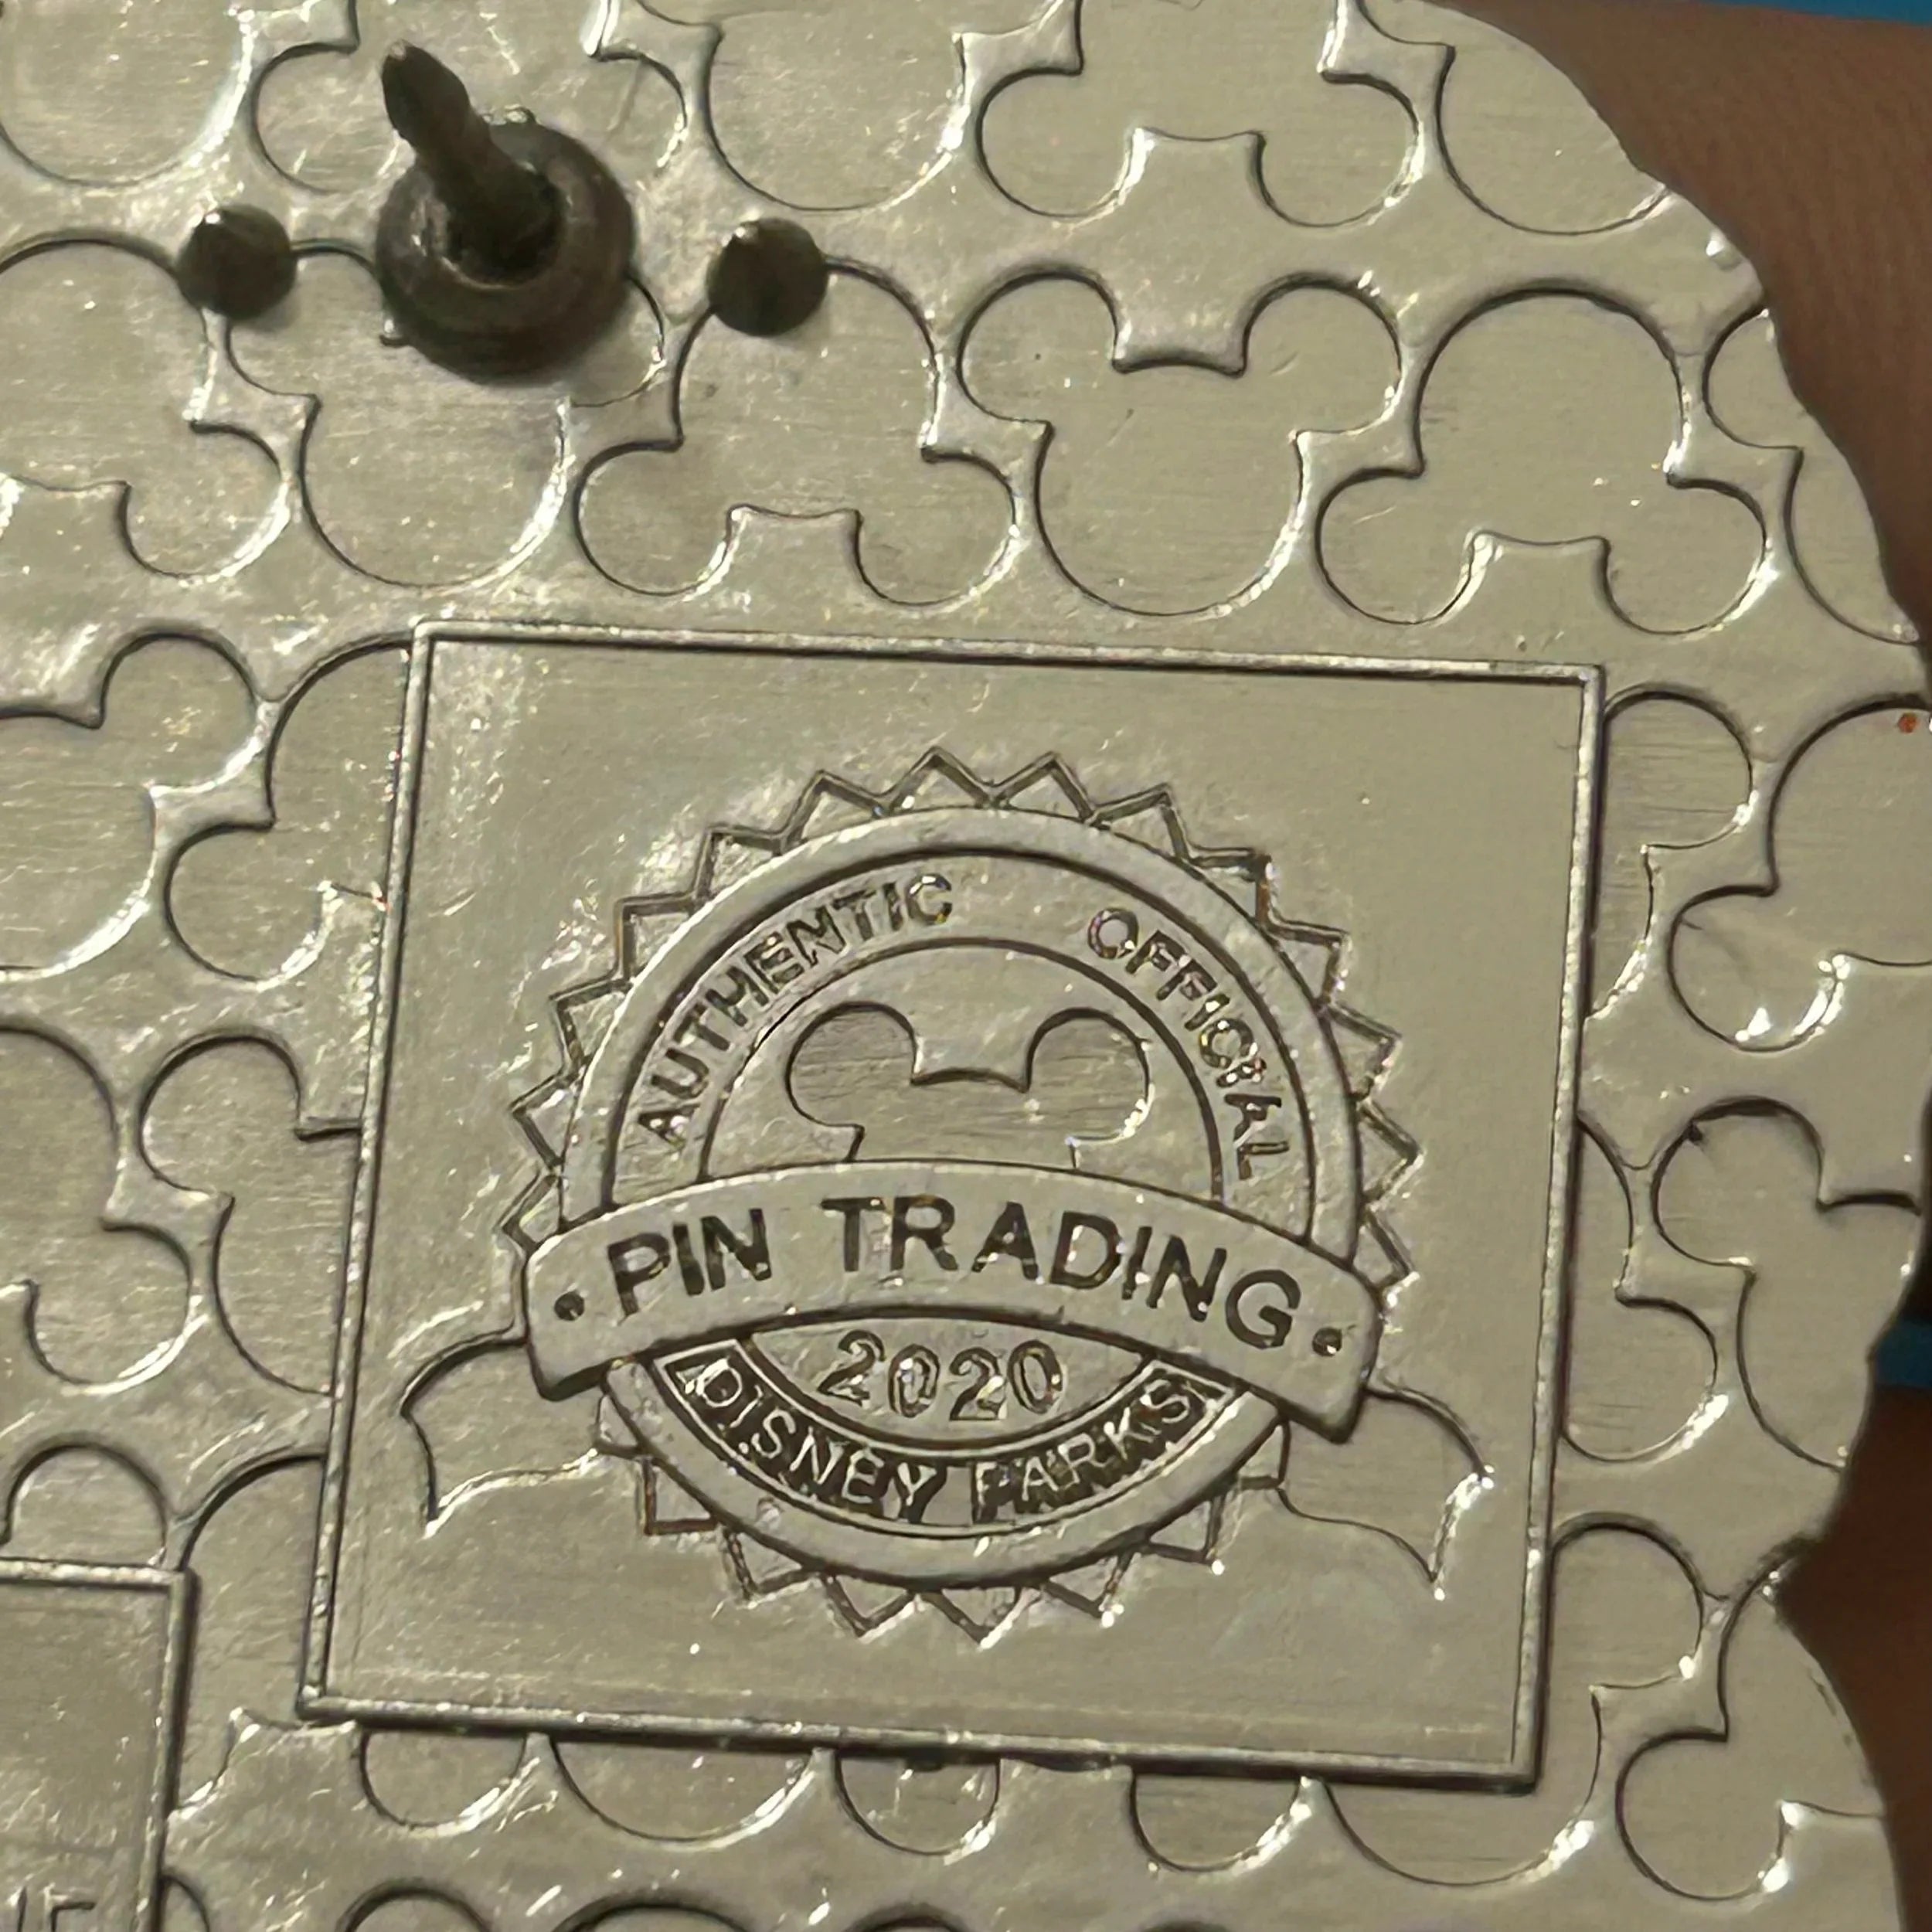 AUTHENTIC OFFICIAL
• PIN TRADING •
2020
DISNEY PARKS